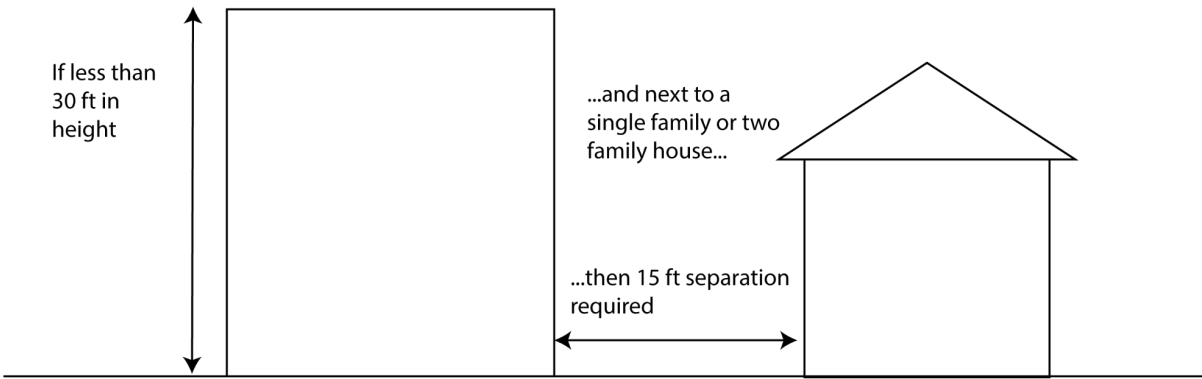 If less than
30 ft in
height
...and next to a
single family or two
family house...
...then 15 ft separation
required